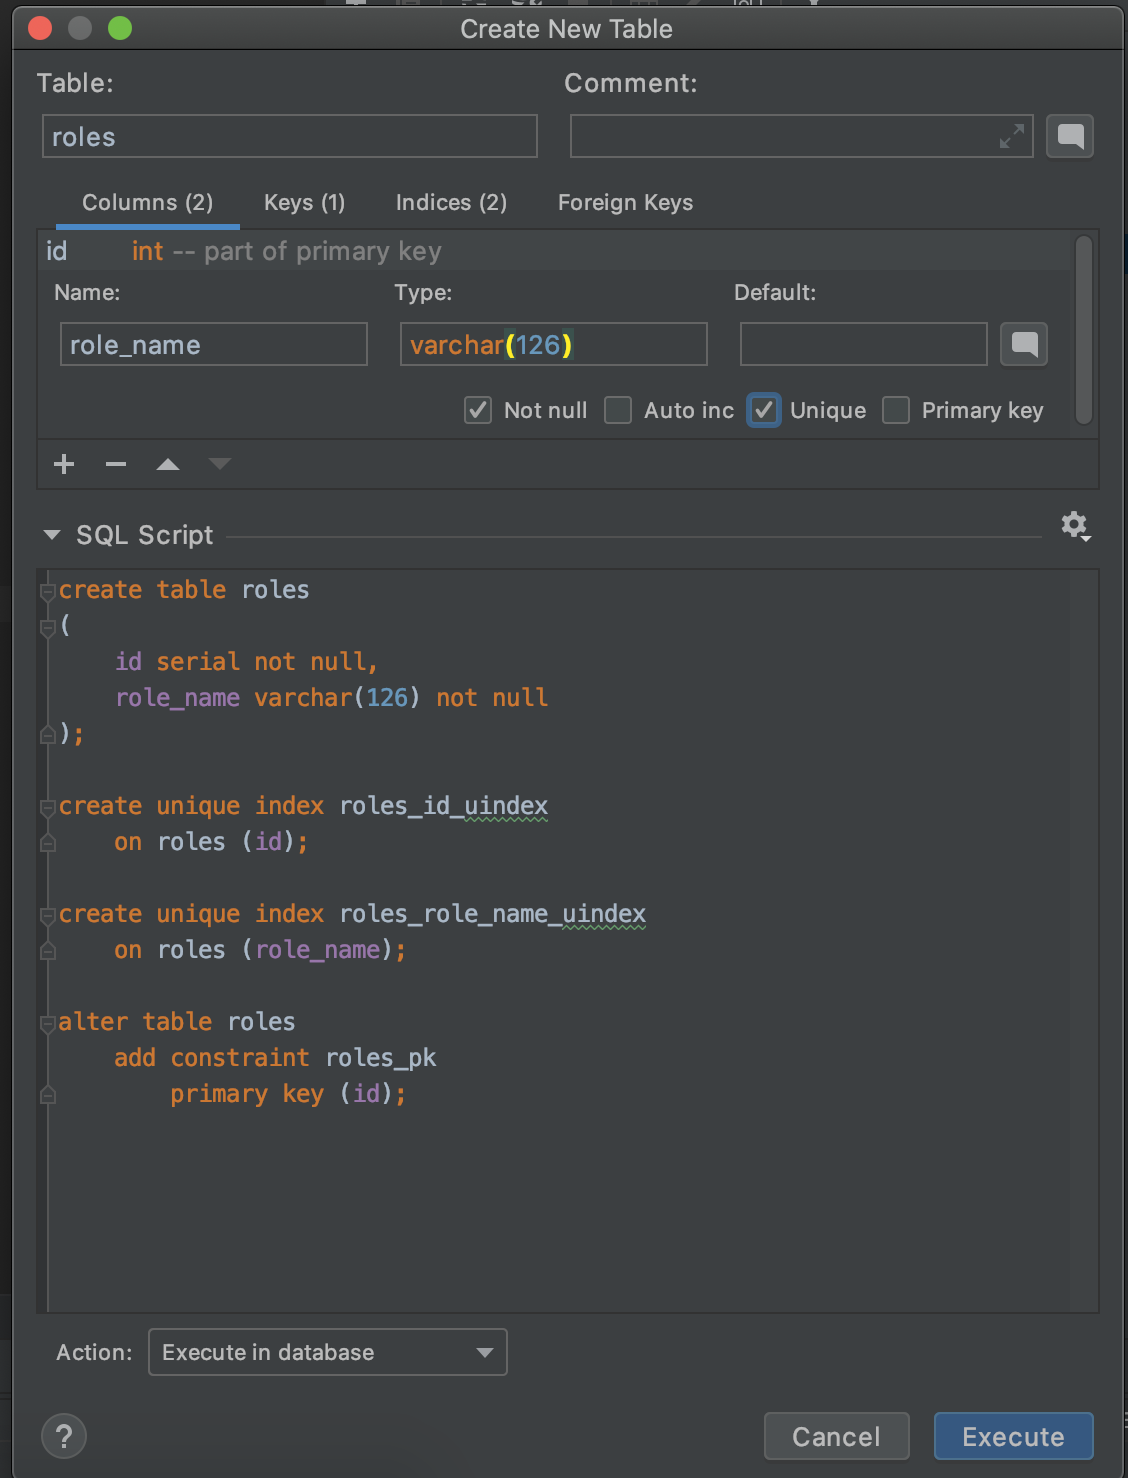 Create New Table
Table:
Comment:
roles
Columns (2)
Keys (1)
Indices (2)
Foreign Keys
id int -- part of primary key
Name:
Type:
Default:
role_name
varchar(126)
Not null
Auto inc
Unique
Primary key
SQL Script
create table roles
(
    id serial not null,
    role_name varchar(126) not null
);
create unique index roles_id_uindex
    on roles (id);
create unique index roles_role_name_uindex
    on roles (role_name);
alter table roles
    add constraint roles_pk
        primary key (id);
Action:
Execute in database
?
Cancel
Execute